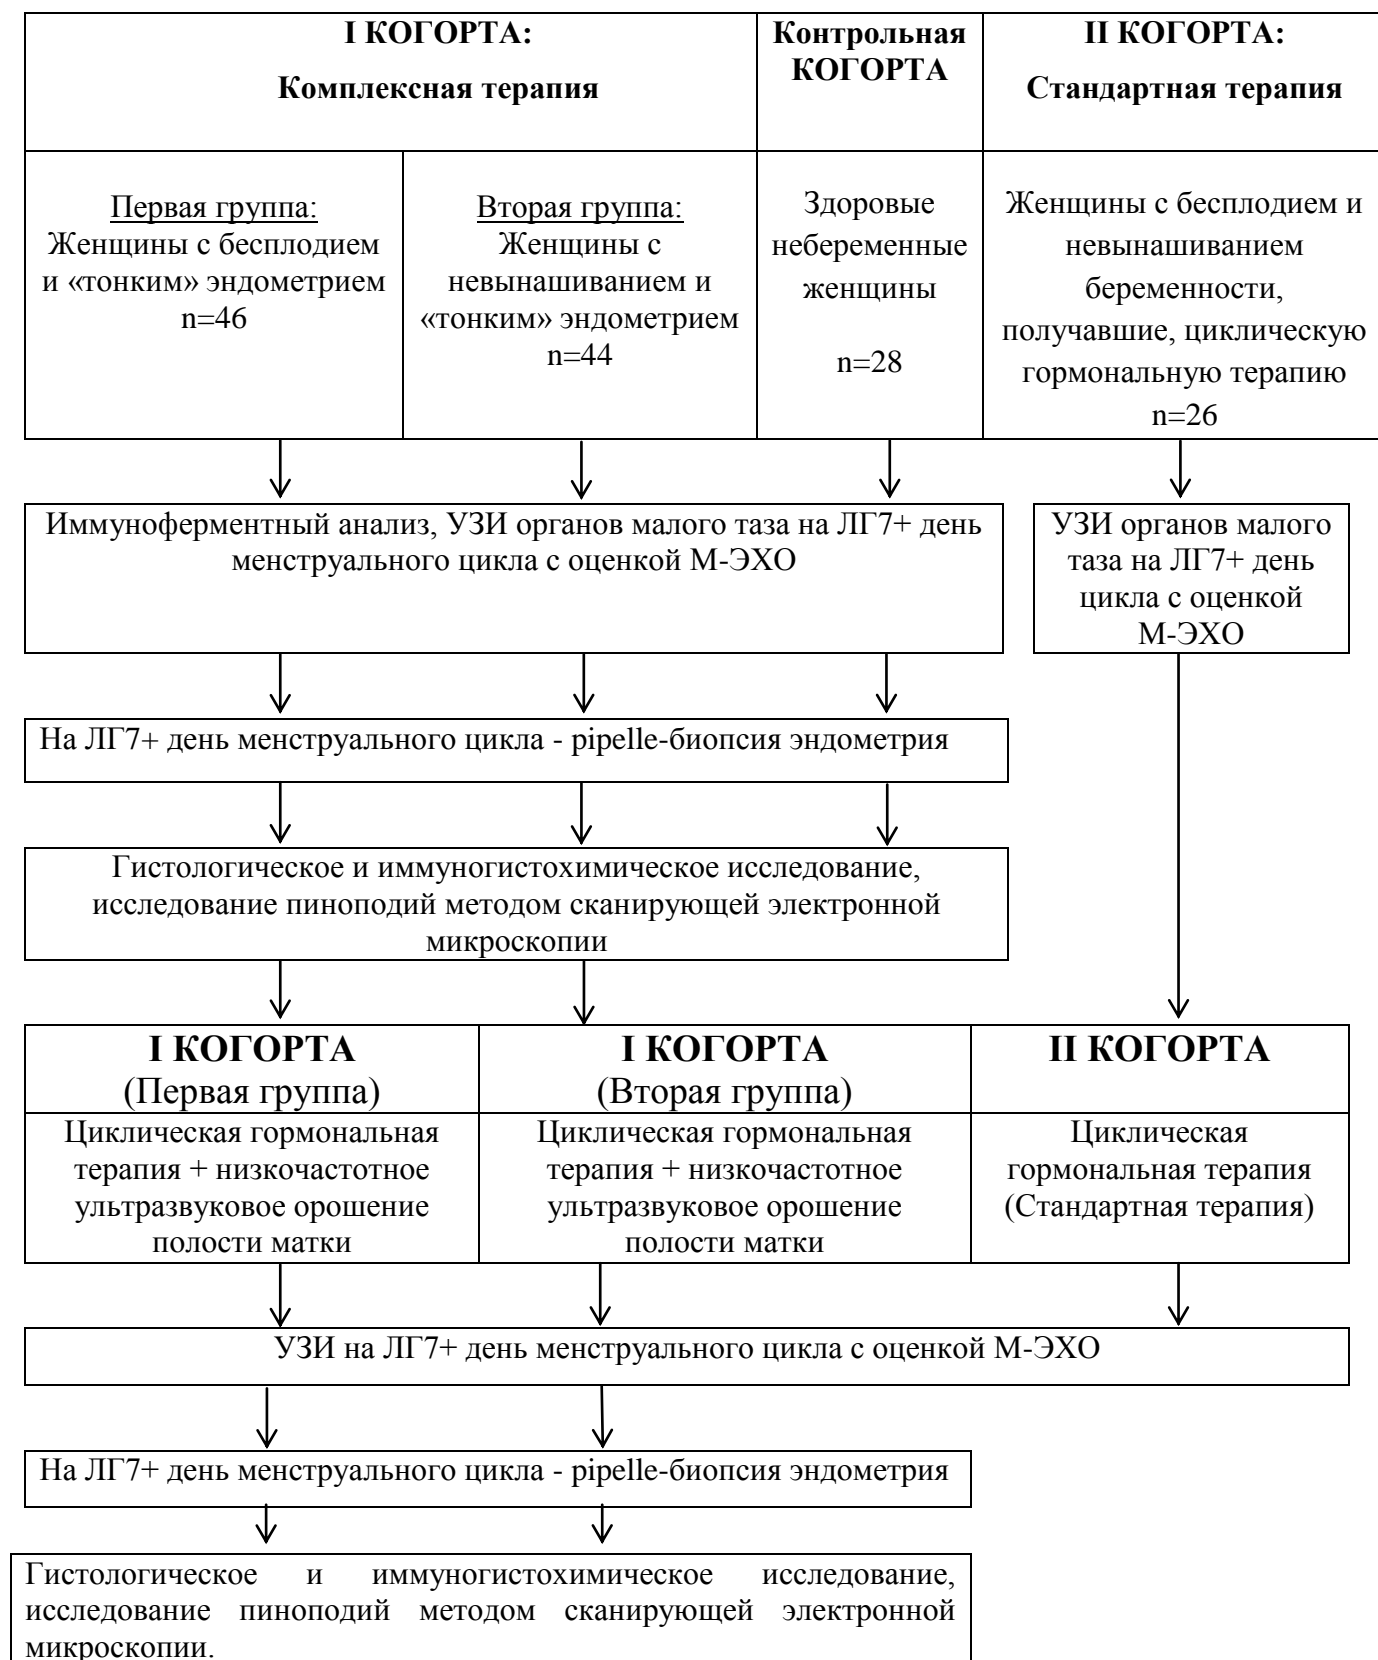 I КОГОРТА:
Комплексная терапия
Контрольная
КОГОРТА
II КОГОРТА:
Стандартная терапия
Первая группа:
Женщины с бесплодием
и «тонким» эндометрием
n=46
Вторая группа:
Женщины с
невынашиванием и
«тонким» эндометрием
n=44
Здоровые
небеременные
женщины
n=28
Женщины с бесплодием и
невынашиванием
беременности,
получавшие, циклическую
гормональную терапию
n=26
Иммуноферментный анализ, УЗИ органов малого таза на ЛГ7+ день
менструального цикла с оценкой М-ЭХО
УЗИ органов малого
таза на ЛГ7+ день
цикла с оценкой
М-ЭХО
На ЛГ7+ день менструального цикла - pipelle-биопсия эндометрия
Гистологическое и иммуногистохимическое исследование,
исследование пиноподий методом сканирующей электронной
микроскопии
I КОГОРТА
(Первая группа)
I КОГОРТА
(Вторая группа)
II КОГОРТА
Циклическая гормональная
терапия + низкочастотное
ультразвуковое орошение
полости матки
Циклическая гормональная
терапия + низкочастотное
ультразвуковое орошение
полости матки
Циклическая
гормональная терапия
(Стандартная терапия)
УЗИ на ЛГ7+ день менструального цикла с оценкой М-ЭХО
На ЛГ7+ день менструального цикла - pipelle-биопсия эндометрия
Гистологическое и иммуногистохимическое исследование,
исследование пиноподий методом сканирующей электронной
микроскопии.